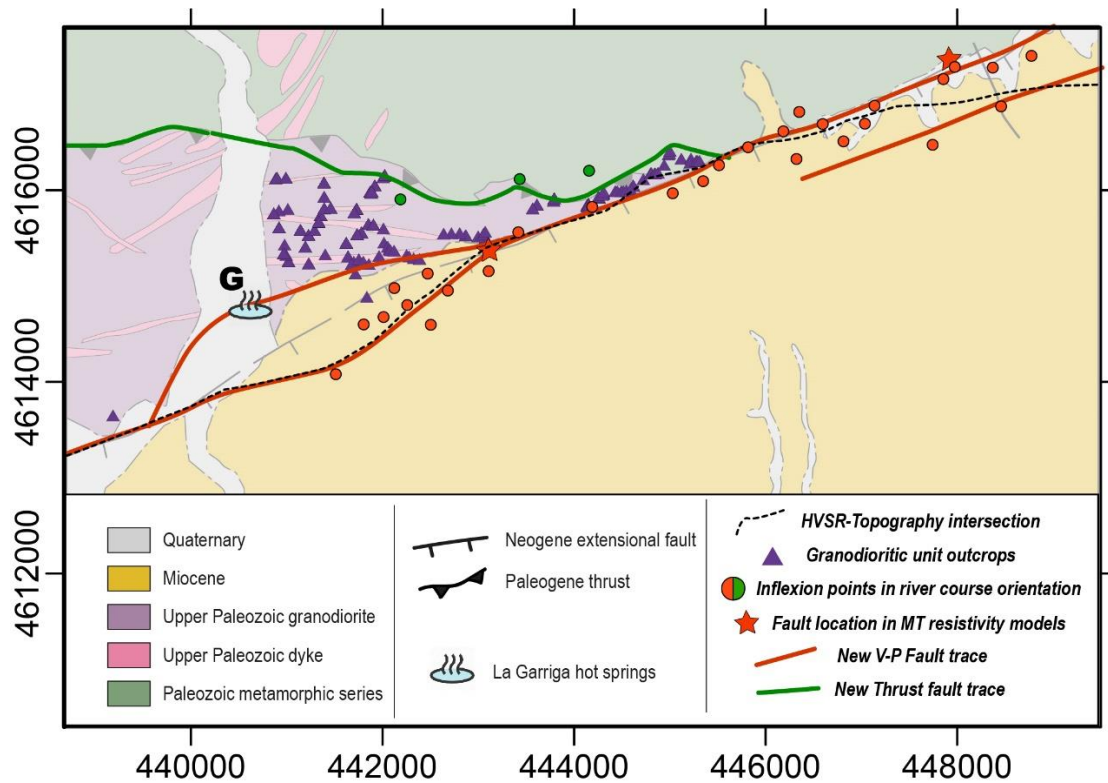 G
4616000
4614000
4612000
Quaternary
Miocene
Upper Paleozoic granodiorite
Upper Paleozoic dyke
Paleozoic metamorphic series
Neogene extensional fault
Paleogene thrust
La Garriga hot springs
HVSR-Topography intersection
Granodioritic unit outcrops
Inflexion points in river course orientation
Fault location in MT resistivity models
New V-P Fault trace
New Thrust fault trace
440000 442000 444000 446000 448000